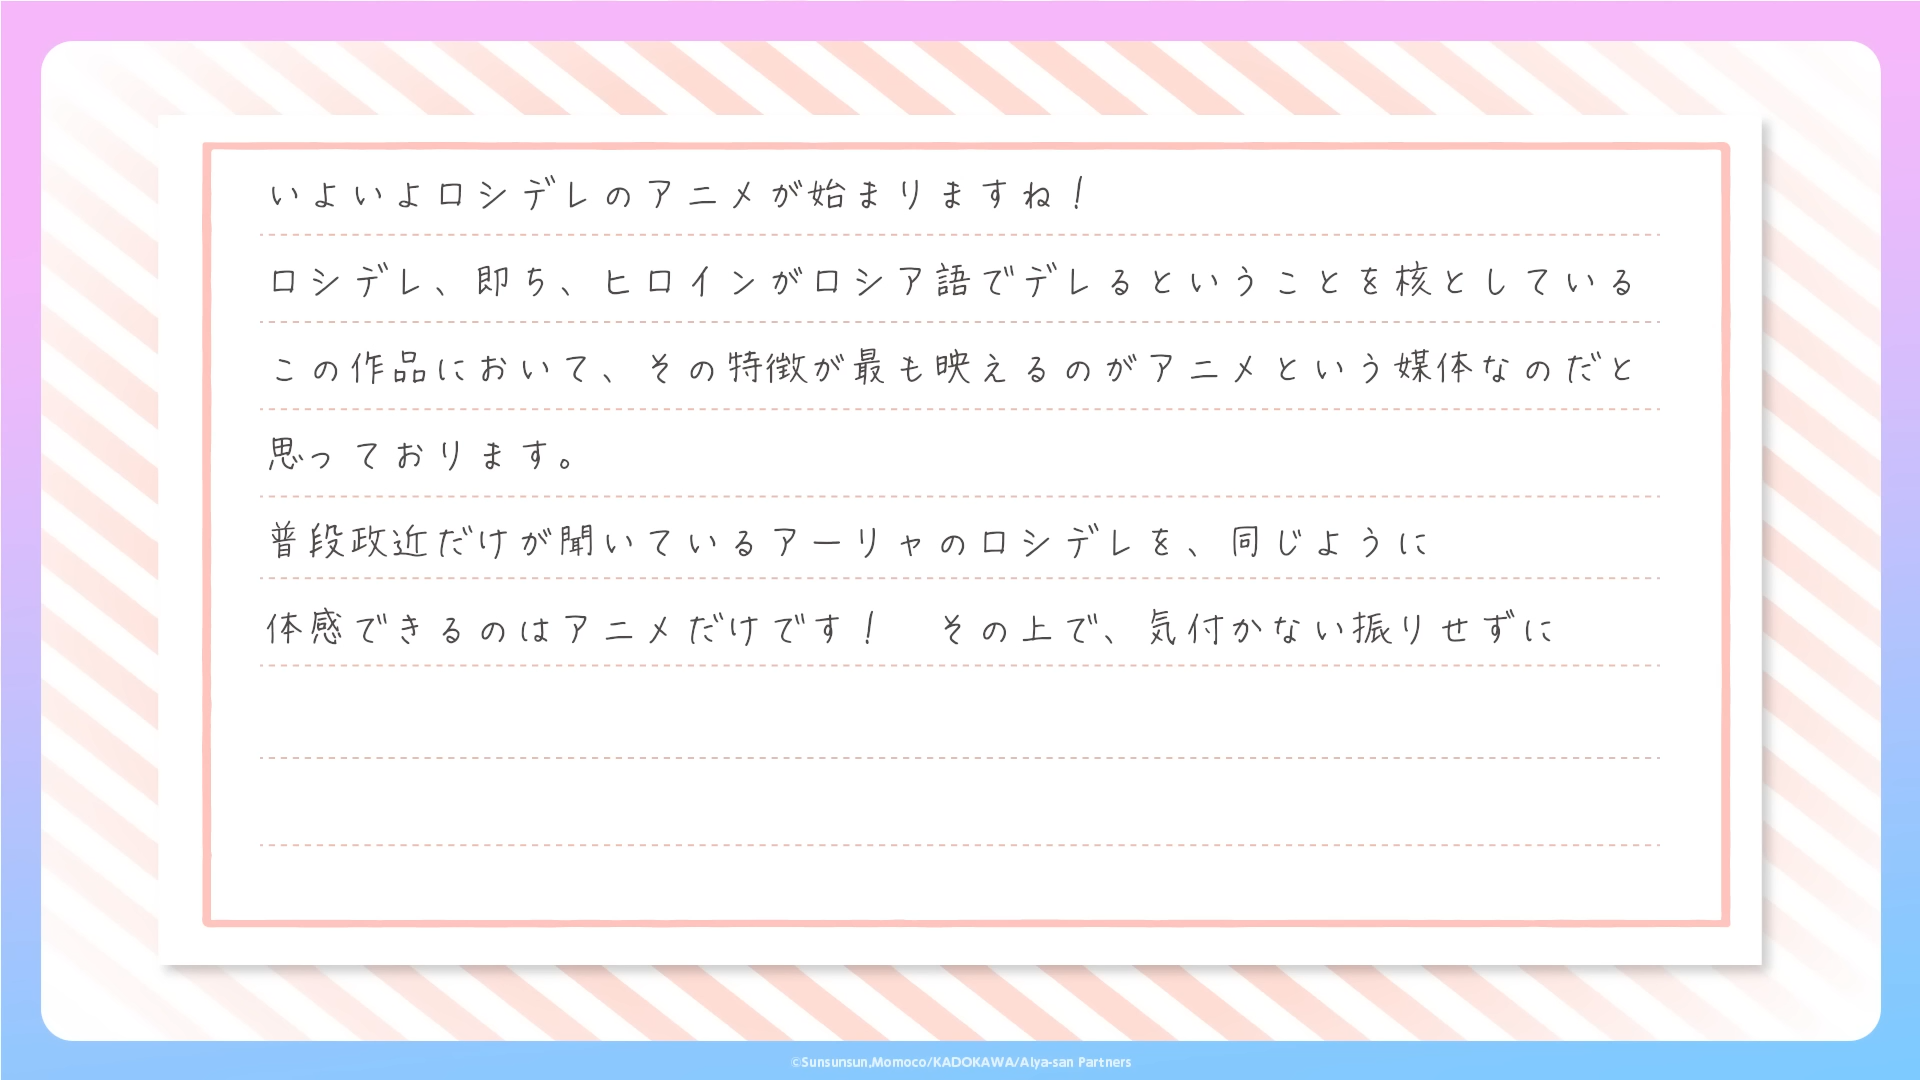 いよいよロシデレのアニメが始まりますね！
ロシデレ、即ち、ヒロインがロシア語でデレるということを核としている
この作品において、その特徴が最も映えるのがアニメという媒体なのだと
思っております。
普段政近だけが聞いているアーリャのロシデレを、同じように
体感できるのはアニメだけです！　その上で、気付かない振りせずに
©Sunsunsun,Momoco/KADOKAWA/Alya-san Partners